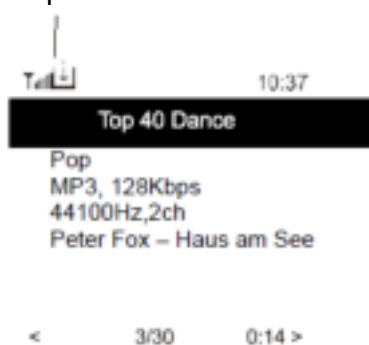 10:37
Top 40 Dance
Pop
MP3, 128Kbps
44100Hz,2ch
Peter Fox – Haus am See
< 3/30 0:14 >